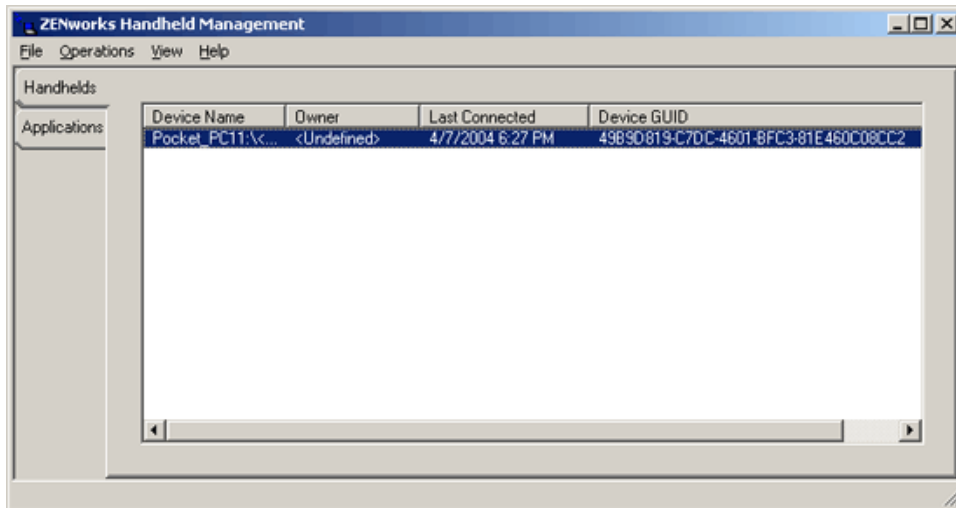 ZENworks Handheld Management
File Operations View Help
Handhelds
Applications
Device Name Owner Last Connected Device GUID
Pocket_PC11:\<... <Undefined> 4/7/2004 6:27 PM 49B9D819-C7DC-4601-BFC3-81E460C08CC2